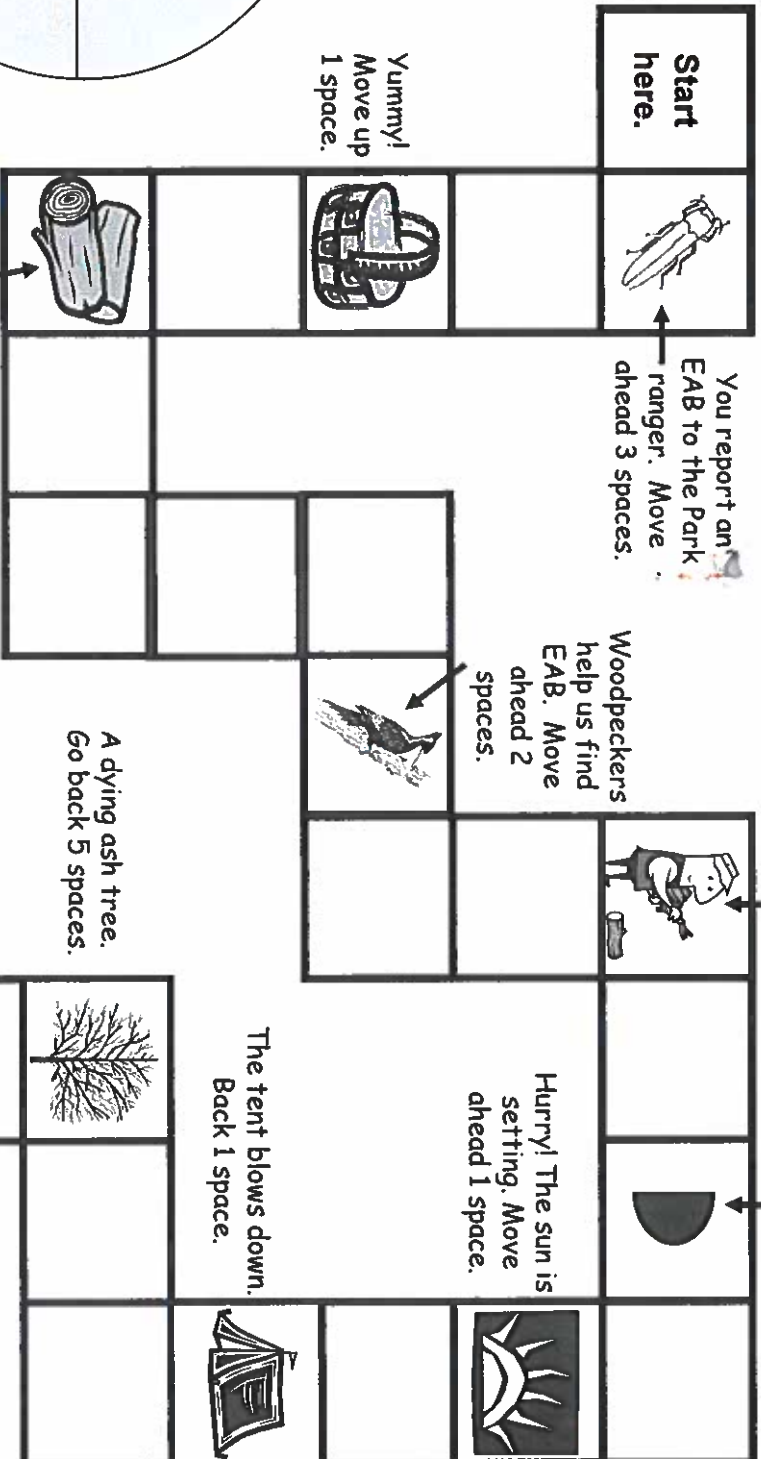 Start
here.
You report an
EAB to the Park
ranger. Move
ahead 3 spaces.
Yummy!
Move up
1 space.
Woodpeckers
help us find
EAB. Move
ahead 2
spaces.
Hurry! The sun is
setting. Move
ahead 1 space.
The tent blows down.
Back 1 space.
A dying ash tree.
Go back 5 spaces.